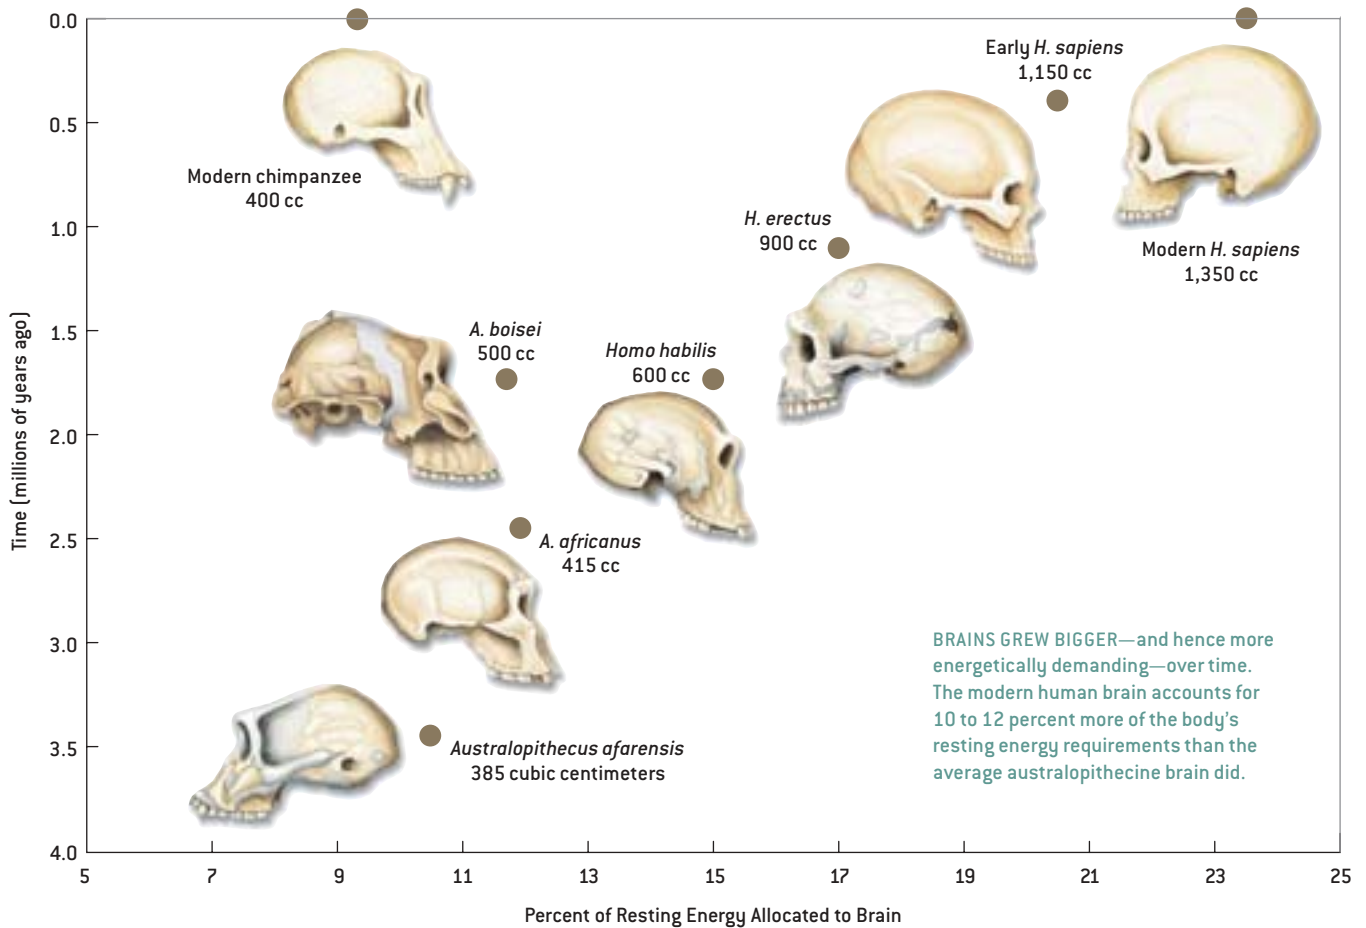 0.0
0.5
1.0
1.5
2.0
2.5
3.0
3.5
4.0
Time (millions of years ago)
Modern chimpanzee
400 cc
Early H. sapiens
1,150 cc
H. erectus
900 cc
Modern H. sapiens
1,350 cc
A. boisei
500 cc
Homo habilis
600 cc
A. africanus
415 cc
Australopithecus afarensis
385 cubic centimeters
BRAINS GREW BIGGER—and hence more
energetically demanding—over time.
The modern human brain accounts for
10 to 12 percent more of the body’s
resting energy requirements than the
average australopithecine brain did.
5 7 9 11 13 15 17 19 21 23 25
Percent of Resting Energy Allocated to Brain